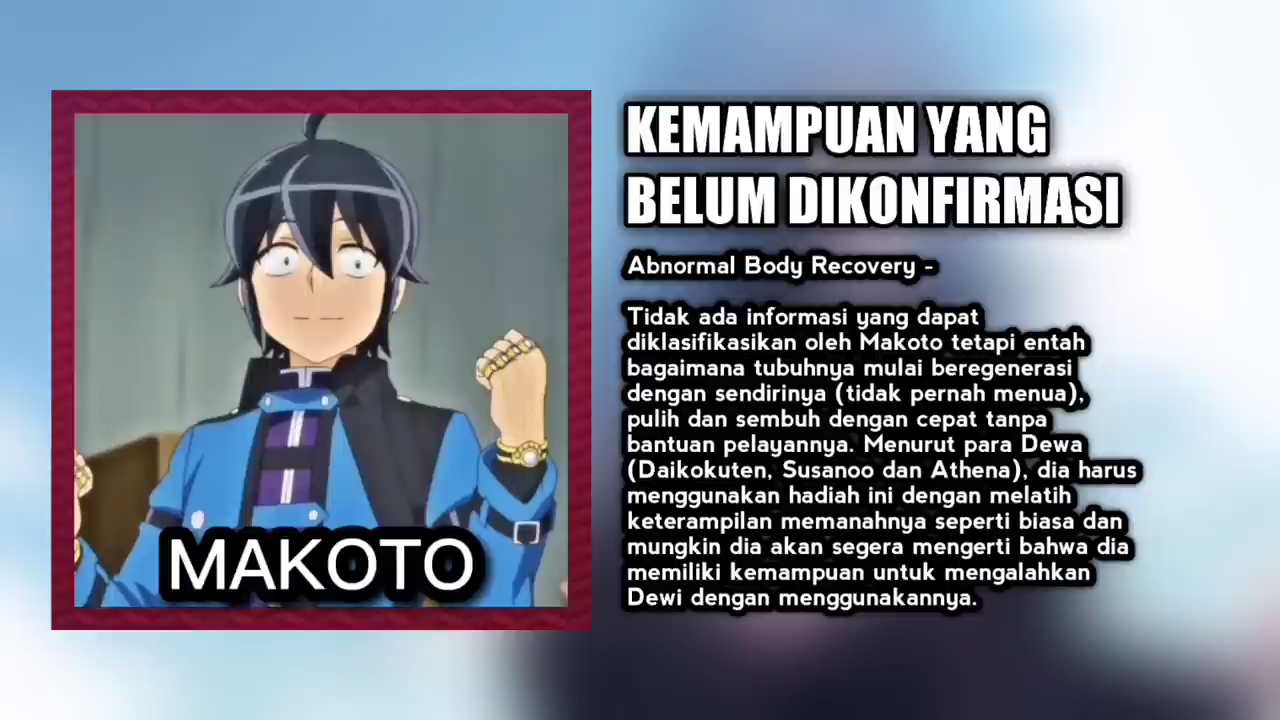 KEMAMPUAN YANG
BELUM DIKONFIRMASI
Abnormal Body Recovery -
Tidak ada informasi yang dapat
diklasifikasikan oleh Makoto tetapi entah
bagaimana tubuhnya mulai beregenerasi
dengan sendirinya (tidak pernah menua),
pulih dan sembuh dengan cepat tanpa
bantuan pelayannya. Menurut para Dewa
(Daikokuten, Susanoo dan Athena), dia harus
menggunakan hadiah ini dengan melatih
keterampilan memanahnya seperti biasa dan
mungkin dia akan segera mengerti bahwa dia
memiliki kemampuan untuk mengalahkan
Dewi dengan menggunakannya.
MAKOTO